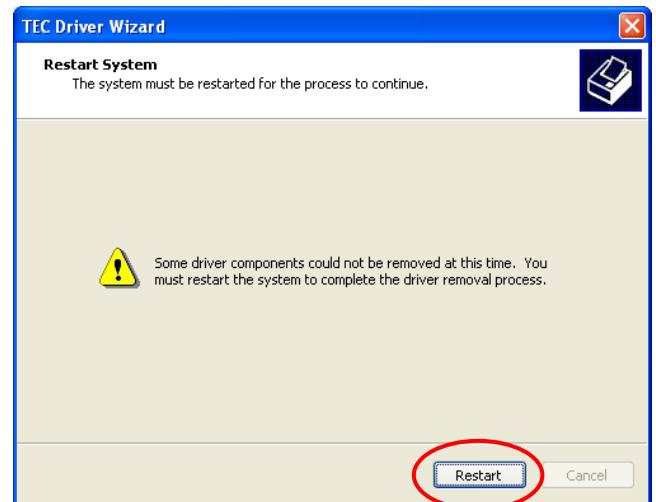 TEC Driver Wizard
Restart System
The system must be restarted for the process to continue.
Some driver components could not be removed at this time. You
must restart the system to complete the driver removal process.
Restart
Cancel